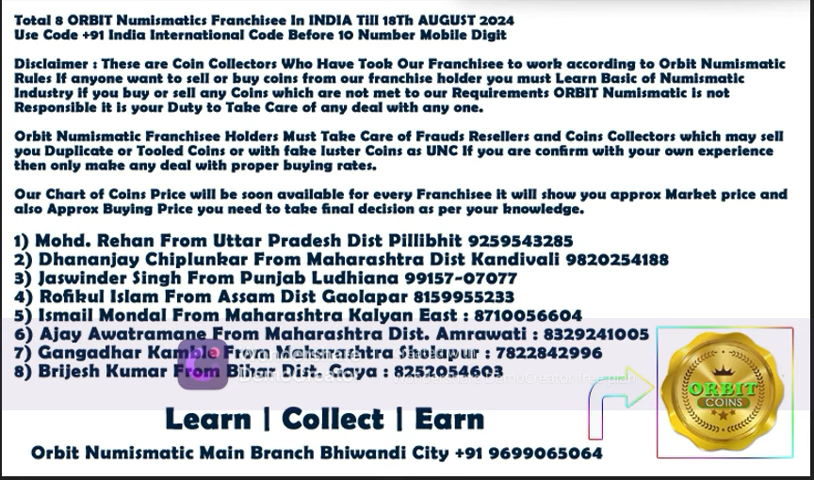 Total 8 ORBIT Numismatics Franchisee In INDIA Till 18Th AUGUST 2024
Use Code +91 India International Code Before 10 Number Mobile Digit
Disclaimer : These are Coin Collectors Who Have Took Our Franchisee to work according to Orbit Numismatic
Rules If anyone want to sell or buy coins from our franchise holder you must Learn Basic of Numismatic
Industry if you buy or sell any Coins which are not met to our Requirements ORBIT Numismatic is not
Responsible it is your Duty to Take Care of any deal with any one.
Orbit Numismatic Franchisee Holders Must Take Care of Frauds Resellers and Coins Collectors which may sell
you Duplicate or Tooled Coins or with fake luster Coins as UNC If you are confirm with your own experience
then only make any deal with proper buying rates.
Our Chart of Coins Price will be soon available for every Franchisee it will show you approx Market price and
also Approx Buying Price you need to take final decision as per your knowledge.
1) Mohd. Rehan From Uttar Pradesh Dist Pillibhit 9259543285
2) Dhananjay Chiplunkar From Maharashtra Dist Kandivali 9820254188
3) Jaswinder Singh From Punjab Ludhiana 99157-07077
4) Rofikul Islam From Assam Dist Gaolapar 8159955233
5) Ismail Mondal From Maharashtra Kalyan East : 8710056604
6) Ajay Awatramane From Maharashtra Dist. Amrawati : 8329241005
7) Gangadhar Kamble From Maharashtra Sholapur : 7822842996
8) Brijesh Kumar From Bihar Dist. Gaya : 8252054603
DemoCreator
ORBIT
COINS
Learn | Collect | Earn
Orbit Numismatic Main Branch Bhiwandi City +91 9699065064